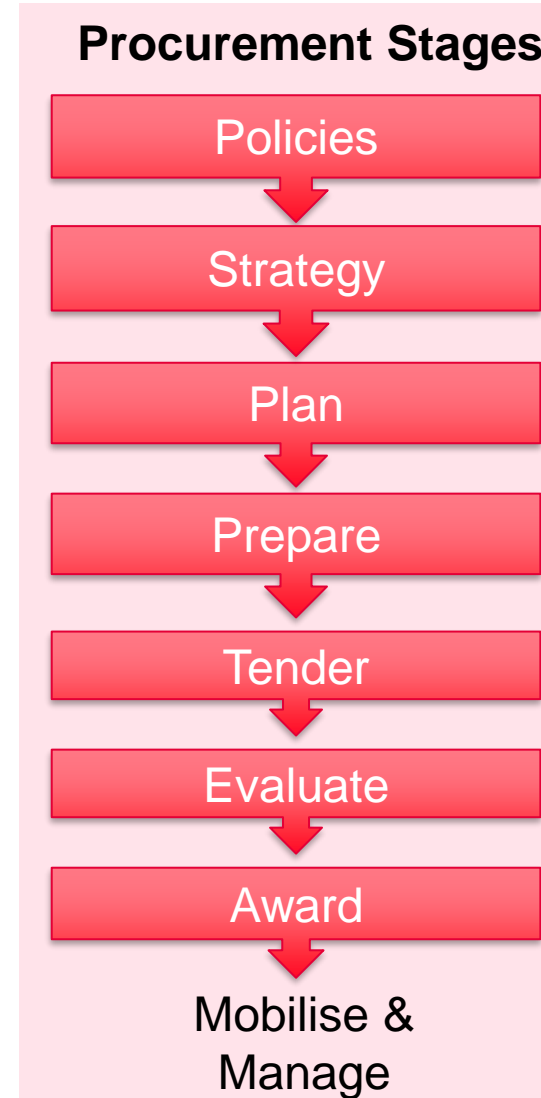 Procurement Stages
Policies
Strategy
Plan
Prepare
Tender
Evaluate
Award
Mobilise &
Manage